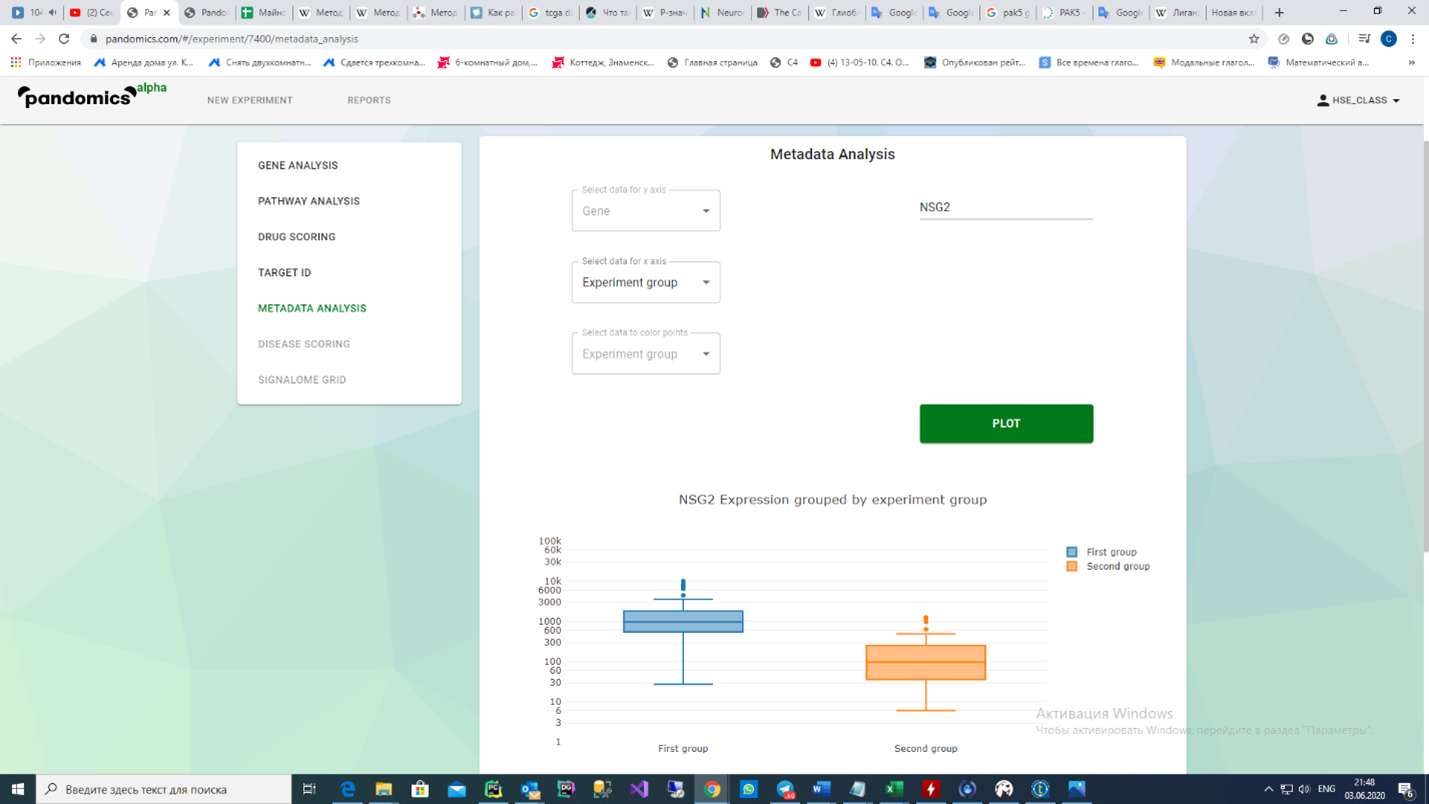 104
(2) Сем
Par
Pando
Майнс
Метод
Метод
Метод
Как ра
tcga da
Что та
P-знач
Neuro
The Ca
Глиоб
Google
Google
pak5 g
PAK5 -
Google
Лиган
Новая вкл
pandomics.com/#/experiment/7400/metadata_analysis
C
Приложения
Аренда дома ул. К...
Снять двухкомнатн...
Сдается трехкомна...
6-комнатный дом,...
Коттедж, Знаменск...
Главная страница
C4
(4) 13-05-10. C4. О...
Опубликован рейт...
Все времена глаго...
Модальные глагол...
Математический а...
pandomics alpha
NEW EXPERIMENT
REPORTS
HSE_CLASS
GENE ANALYSIS
PATHWAY ANALYSIS
DRUG SCORING
TARGET ID
METADATA ANALYSIS
DISEASE SCORING
SIGNALOME GRID
Metadata Analysis
Select data for y axis
Gene
NSG2
Select data for x axis
Experiment group
Select data to color points
Experiment group
PLOT
NSG2 Expression grouped by experiment group
100k
60k
30k
10k
6000
3000
1000
600
300
100
60
30
10
6
3
1
First group
Second group
First group
Second group
Активация Windows
Чтобы активировать Windows, перейдите в раздел "Параметры".
Введите здесь текст для поиска
ENG
21:48
03.06.2020
6